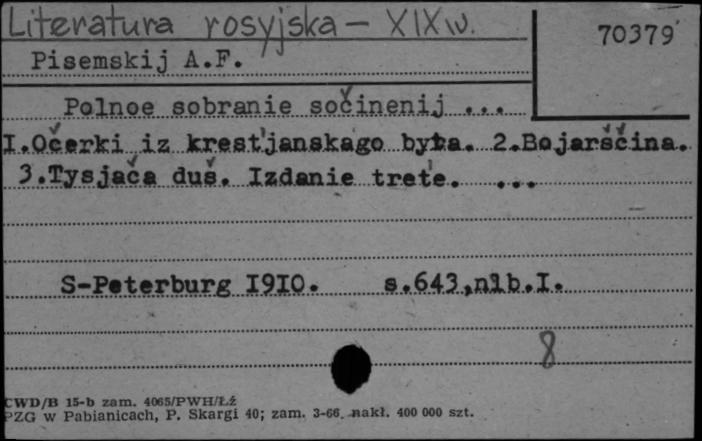 Literatura rosyjska – XIX w.
70379
Pisemskij A.F.
Polnoe sobranie sočinenij ...
I.Očerki iz krest'janskago byta. 2.Bojarščina.
3.Tysjača duš. Izdanie tret'e. ...
S-Peterburg I9I0. s.643,nlb.I.
8
CWD/B 15-b zam. 4065/PWH/Łź
PZG w Pabianicach, P. Skargi 40; zam. 3-66. nakł. 400 000 szt.